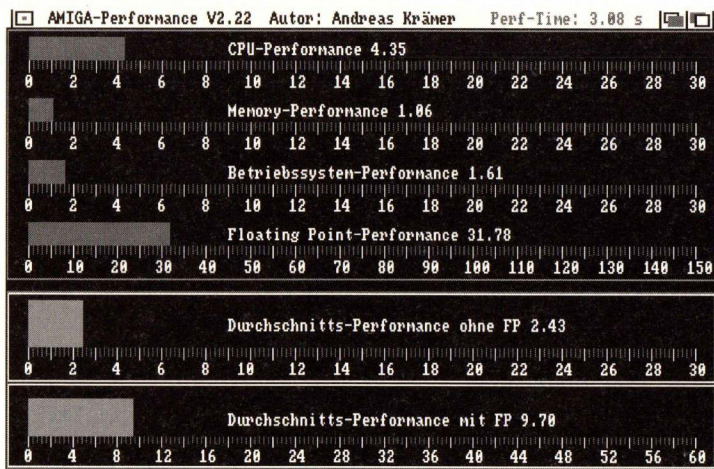 AMIGA-Performance V2.22 Autor: Andreas Krämer Perf-Time: 3.08 s
CPU-Performance 4.35
0 2 4 6 8 10 12 14 16 18 20 22 24 26 28 30
Memory-Performance 1.06
0 2 4 6 8 10 12 14 16 18 20 22 24 26 28 30
Betriebssystem-Performance 1.61
0 2 4 6 8 10 12 14 16 18 20 22 24 26 28 30
Floating Point-Performance 31.78
0 10 20 30 40 50 60 70 80 90 100 110 120 130 140 150
Durchschnitts-Performance ohne FP 2.43
0 2 4 6 8 10 12 14 16 18 20 22 24 26 28 30
Durchschnitts-Performance mit FP 9.70
0 4 8 12 16 20 24 28 32 36 40 44 48 52 56 60